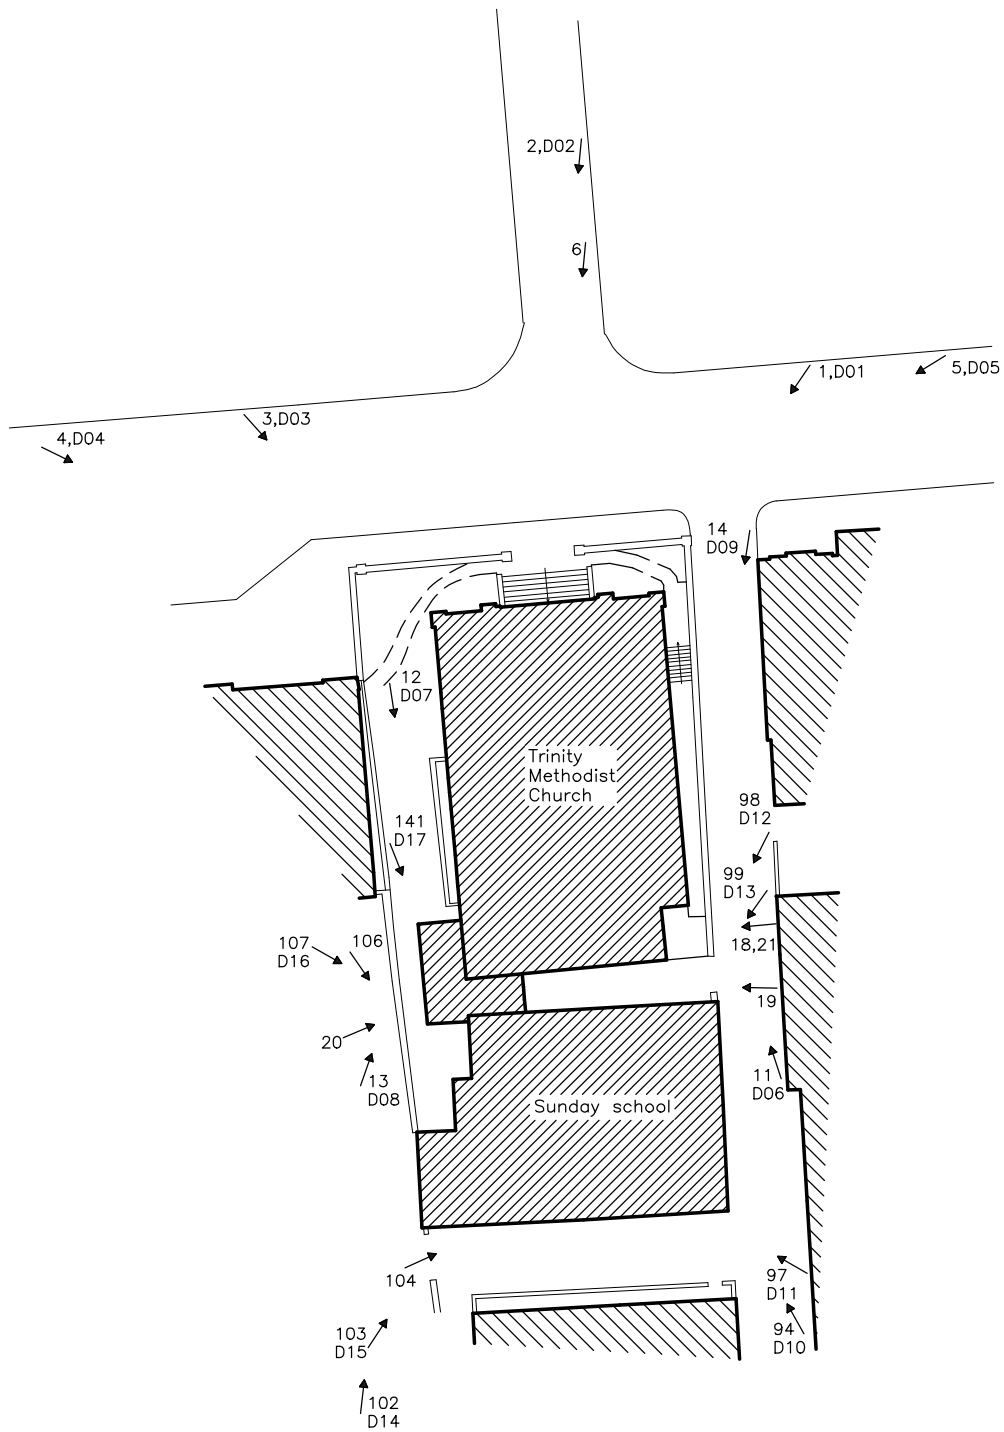 2,D02
6
1,D01
5,D05
3,D03
4,D04
14
D09
12
D07
Trinity
Methodist
Church
98
D12
141
D17
99
D13
107
D16
106
18,21
19
20
13
D08
11
D06
Sunday school
104
97
D11
103
D15
94
D10
102
D14